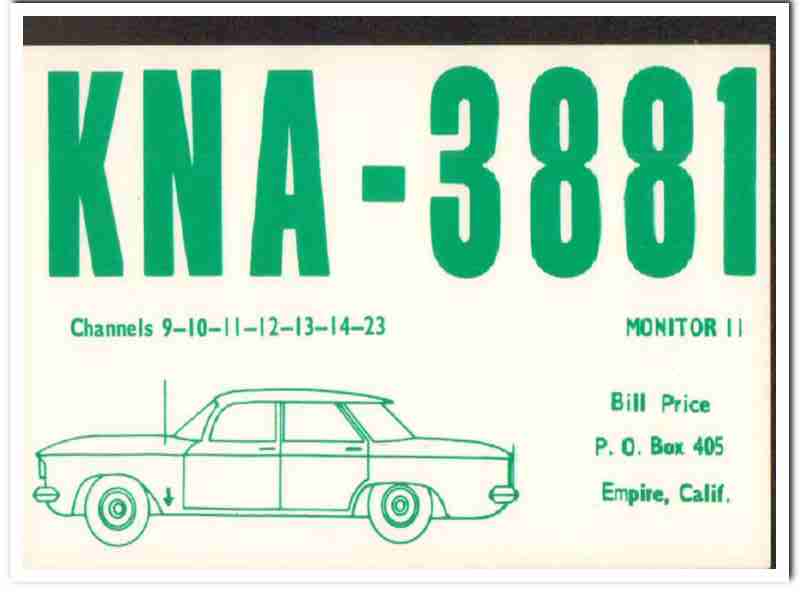 KNA-3881
Channels 9-10-11-12-13-14-23
MONITOR 11
Bill Price
P. O. Box 405
Empire, Calif.